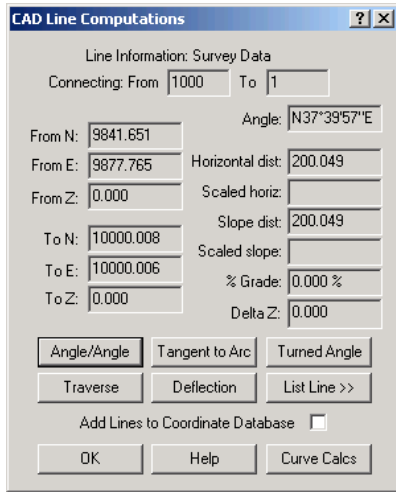 CAD Line Computations
Line Information: Survey Data
Connecting: From 1000 To 1
Angle: N37°39'57"E
From N: 9841.651
From E: 9877.765
From Z: 0.000
Horizontal dist: 200.049
Scaled horiz:
Slope dist: 200.049
Scaled slope:
% Grade: 0.000 %
Delta Z: 0.000
To N: 10000.008
To E: 10000.006
To Z: 0.000
Angle/Angle Tangent to Arc Turned Angle
Traverse Deflection List Line >>
Add Lines to Coordinate Database
OK Help Curve Calcs